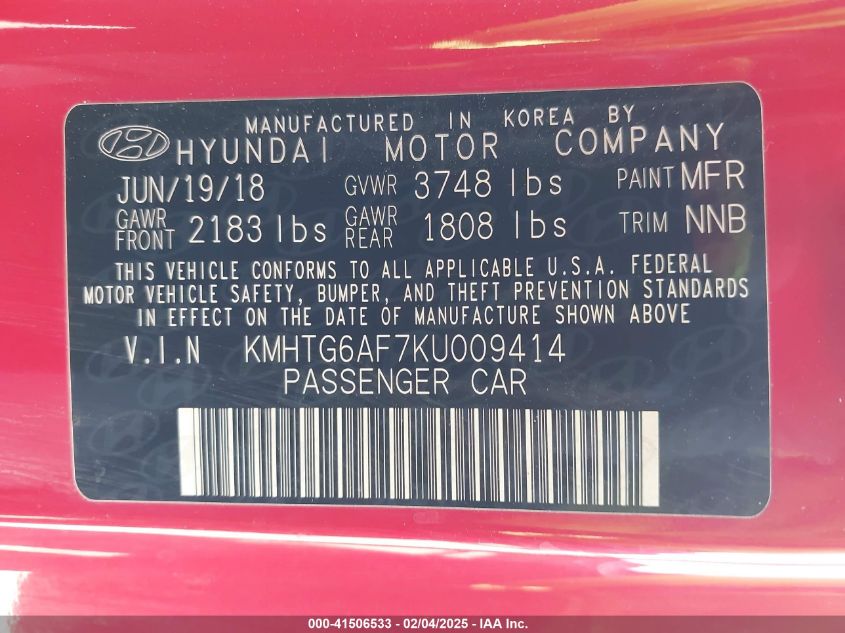 MANUFACTURED IN KOREA BY
HYUNDAI MOTOR COMPANY
JUN/19/18 GVWR 3748 lbs PAINT MFR
GAWR FRONT 2183 lbs GAWR REAR 1808 lbs TRIM NNB
THIS VEHICLE CONFORMS TO ALL APPLICABLE U.S.A. FEDERAL
MOTOR VEHICLE SAFETY, BUMPER, AND THEFT PREVENTION STANDARDS
IN EFFECT ON THE DATE OF MANUFACTURE SHOWN ABOVE
V.I.N KMHTG6AF7KU009414
PASSENGER CAR
000-41506533 - 02/04/2025 - IAA Inc.